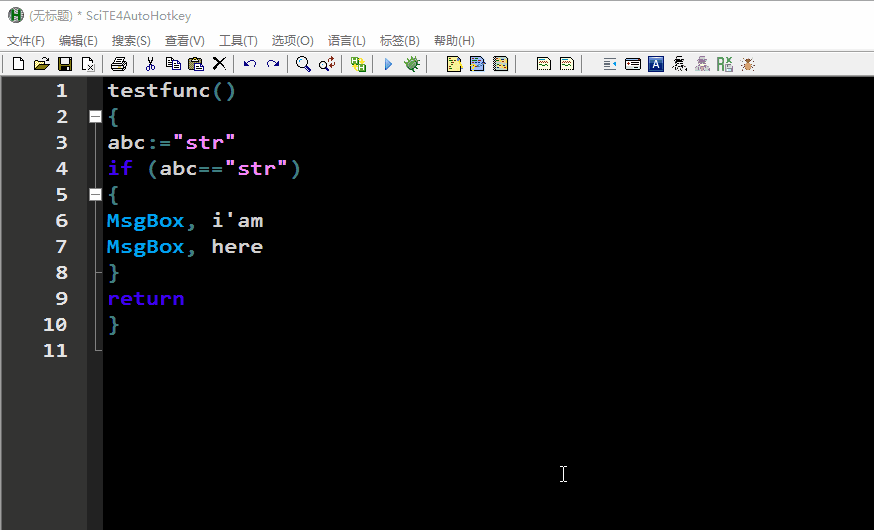 (无标题) * SciTE4AutoHotkey
文件(F) 编辑(E) 搜索(S) 查看(V) 工具(T) 选项(O) 语言(L) 标签(B) 帮助(H)
1 testfunc()
2 {
3 abc:="str"
4 if (abc=="str")
5 {
6 MsgBox, i'am
7 MsgBox, here
8 }
9 return
10 }
11